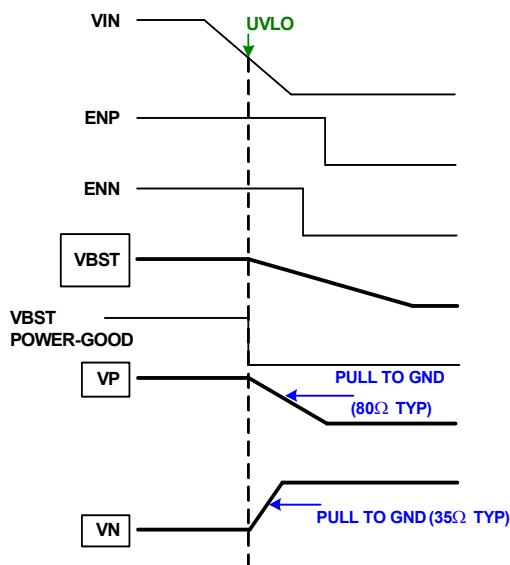 VIN
UVLO
ENP
ENN
VBST
VBST
POWER-GOOD
VP
PULL TO GND
(80Ω TYP)
VN
PULL TO GND (35Ω TYP)